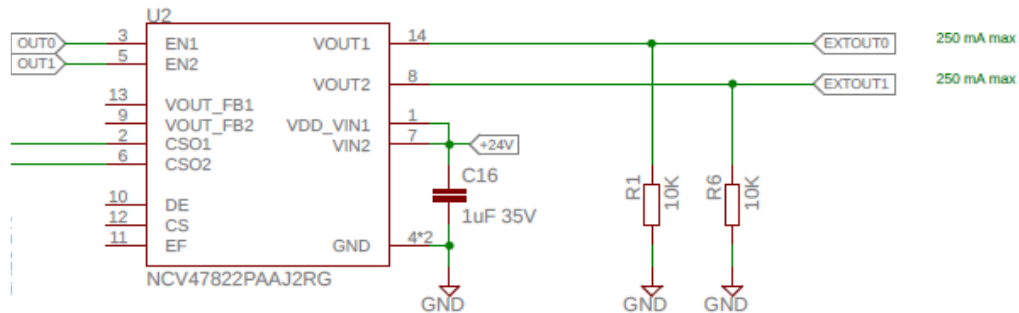 U2
OUT0 3 EN1 VOUT1 14 EXTOUT0 250 mA max
OUT1 5 EN2
VOUT2 8 EXTOUT1 250 mA max
13 VOUT_FB1
9 VOUT_FB2 VDD_VIN1 1
2 CSO1 VIN2 7 +24V
6 CSO2
C16
R1 10K R6 10K
10 DE
1uF 35V
12 CS
11 EF GND 4*2
NCV47822PAAJ2RG
GND GND GND